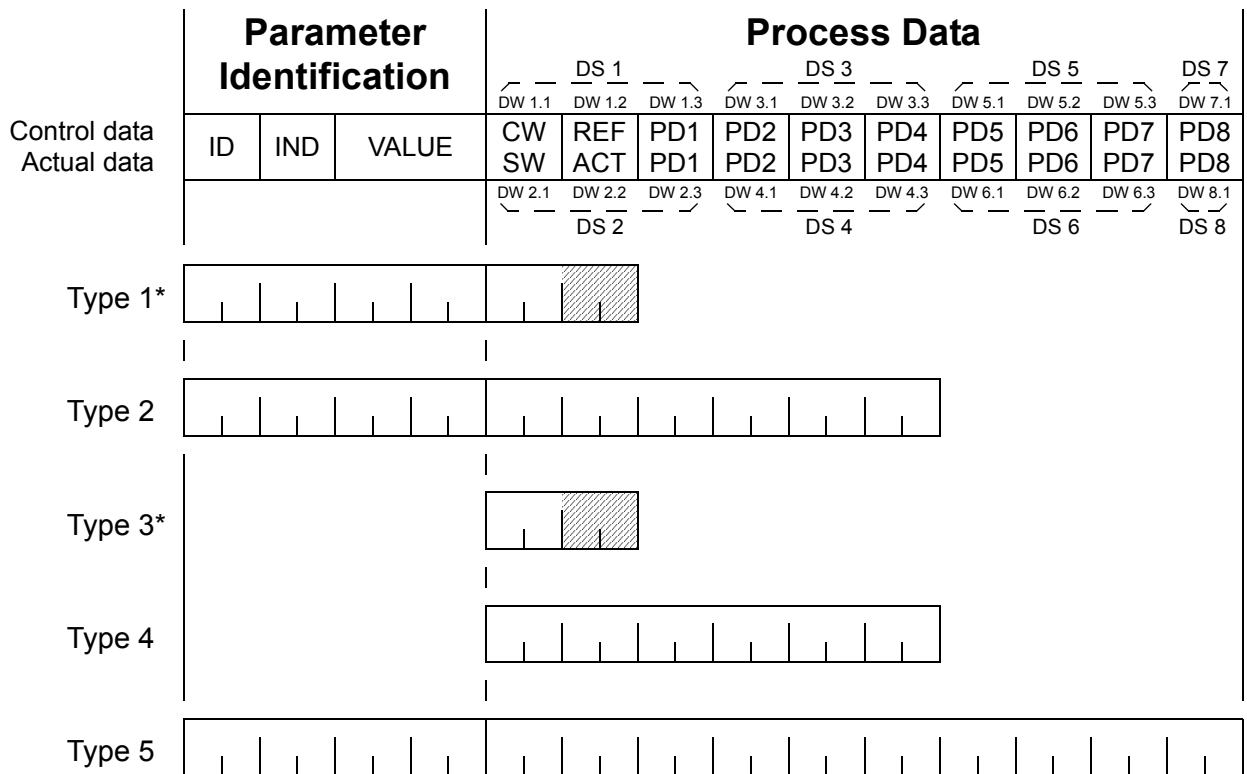 Parameter
Identification
Process Data
DS 1 DS 3 DS 5 DS 7
DW 1.1 DW 1.2 DW 1.3 DW 3.1 DW 3.2 DW 3.3 DW 5.1 DW 5.2 DW 5.3 DW 7.1
Control data
Actual data
ID IND VALUE
CW REF PD1 PD2 PD3 PD4 PD5 PD6 PD7 PD8
SW ACT PD1 PD2 PD3 PD4 PD5 PD6 PD7 PD8
DW 2.1 DW 2.2 DW 2.3 DW 4.1 DW 4.2 DW 4.3 DW 6.1 DW 6.2 DW 6.3 DW 8.1
DS 2 DS 4 DS 6 DS 8
Type 1*
Type 2
Type 3*
Type 4
Type 5